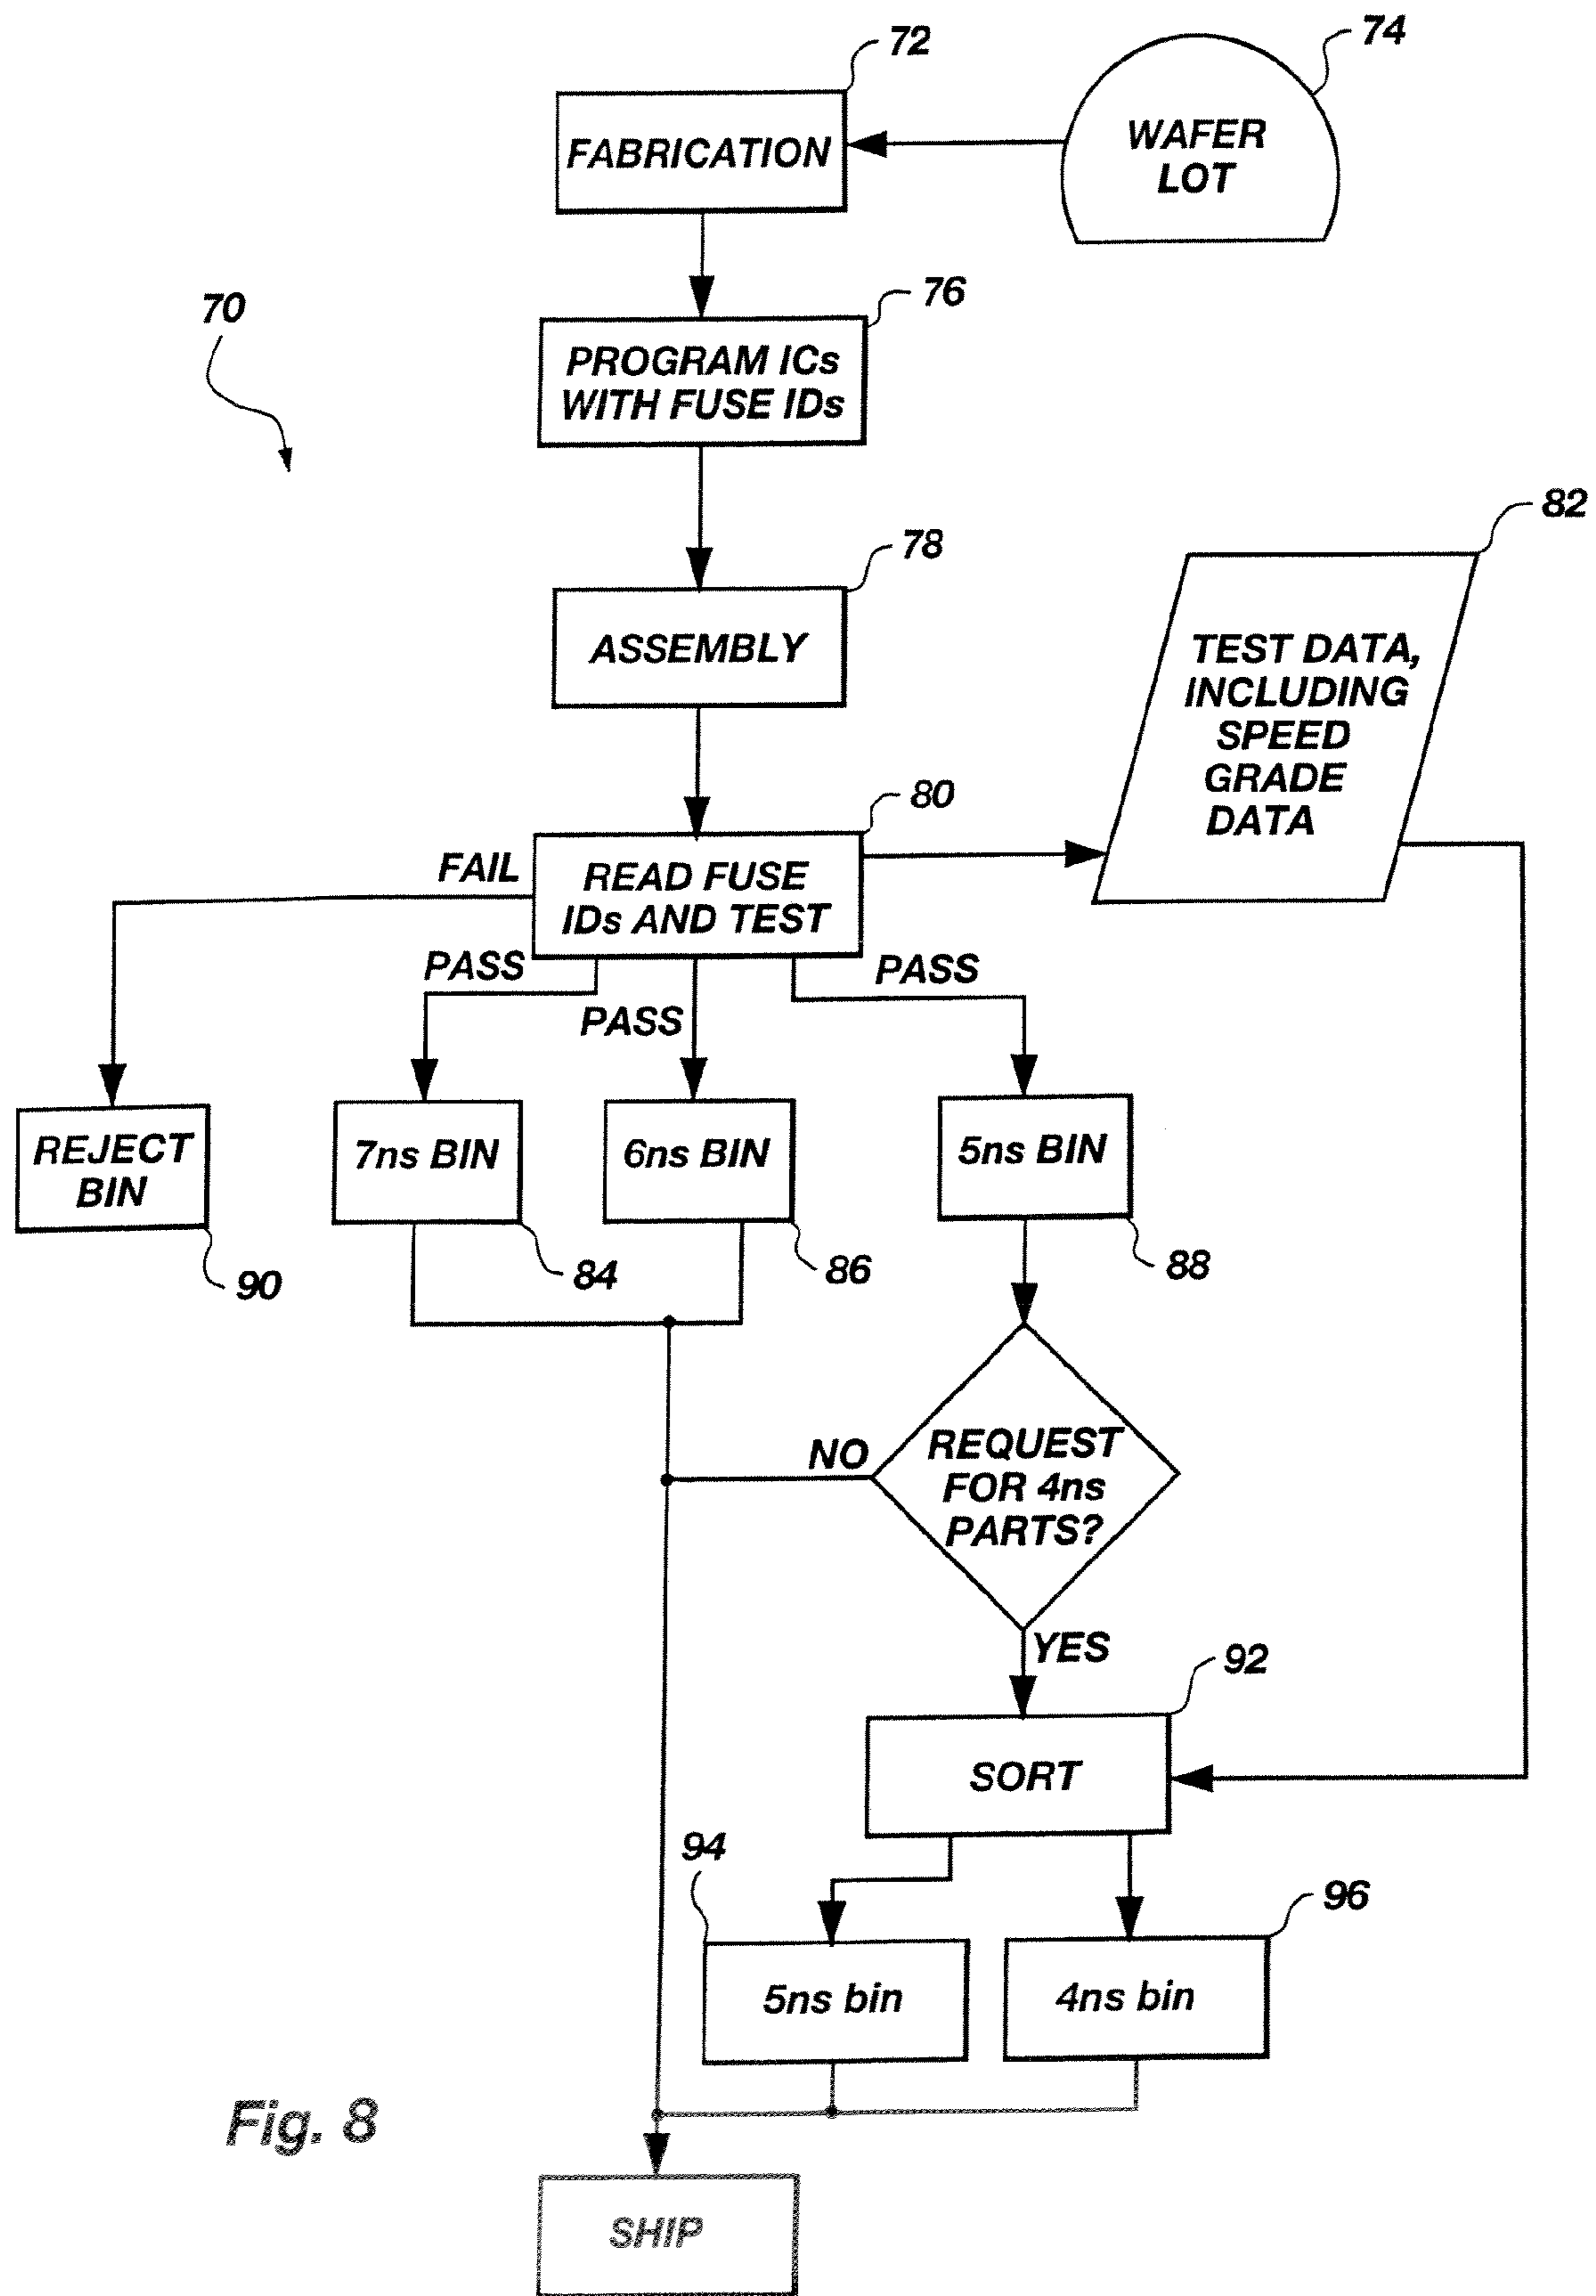 72
74
FABRICATION
WAFER
LOT
70
76
PROGRAM ICs
WITH FUSE IDs
78
82
ASSEMBLY
TEST DATA,
INCLUDING
SPEED
GRADE
DATA
80
FAIL
READ FUSE
IDs AND TEST
PASS
PASS
PASS
REJECT
BIN
7ns BIN
6ns BIN
5ns BIN
90
84
86
88
NO
REQUEST
FOR 4ns
PARTS?
YES
92
SORT
94
96
5ns bin
4ns bin
Fig. 8
SHIP